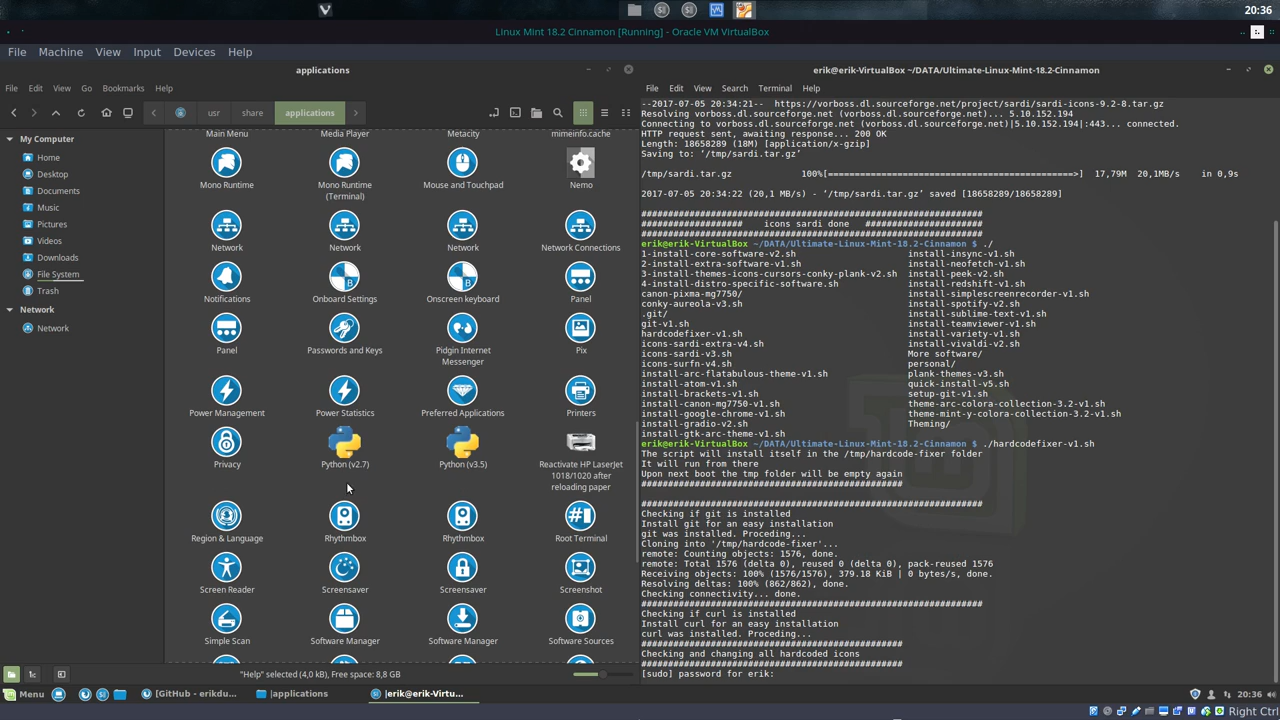 20:36
Linux Mint 18.2 Cinnamon [Running] - Oracle VM VirtualBox
File Machine View Input Devices Help
applications
File Edit View Go Bookmarks Help
usr share applications
My Computer
Home
Desktop
Documents
Music
Pictures
Videos
Downloads
File System
Trash
Network
Network
Main Menu Media Player Metacity mimeinfo.cache
Mono Runtime Mono Runtime (Terminal) Mouse and Touchpad Nemo
Network Network Network Network Connections
Notifications Onboard Settings Onscreen keyboard Panel
Panel Passwords and Keys Pidgin Internet Messenger Pix
Power Management Power Statistics Preferred Applications Printers
Privacy Python (v2.7) Python (v3.5) Reactivate HP LaserJet 1018/1020 after reloading paper
Region & Language Rhythmbox Rhythmbox Root Terminal
Screen Reader Screensaver Screensaver Screenshot
Simple Scan Software Manager Software Manager Software Sources
"Help" selected (4,0 kB), Free space: 8,8 GB
erik@erik-VirtualBox ~/DATA/Ultimate-Linux-Mint-18.2-Cinnamon
File Edit View Search Terminal Help
--2017-07-05 20:34:21-- https://vorboss.dl.sourceforge.net/project/sardi/sardi-icons-9.2-8.tar.gz
Resolving vorboss.dl.sourceforge.net (vorboss.dl.sourceforge.net)... 5.10.152.194
Connecting to vorboss.dl.sourceforge.net (vorboss.dl.sourceforge.net)|5.10.152.194|:443... connected.
HTTP request sent, awaiting response... 200 OK
Length: 18658289 (18M) [application/x-gzip]
Saving to: ‘/tmp/sardi.tar.gz’
/tmp/sardi.tar.gz 100%[=============================================>] 17,79M 20,1MB/s in 0,9s
2017-07-05 20:34:22 (20,1 MB/s) - ‘/tmp/sardi.tar.gz’ saved [18658289/18658289]
################################################################
################### icons sardi done ######################
################################################################
erik@erik-VirtualBox ~/DATA/Ultimate-Linux-Mint-18.2-Cinnamon $ ./
1-install-core-software-v2.sh install-insync-v1.sh
2-install-extra-software-v1.sh install-neofetch-v1.sh
3-install-themes-icons-cursors-conky-plank-v2.sh install-peek-v2.sh
4-install-distro-specific-software.sh install-redshift-v1.sh
canon-pixma-mg7750/ install-simplescreenrecorder-v1.sh
conky-aureola-v3.sh install-spotify-v2.sh
.git/ install-sublime-text-v1.sh
git-v1.sh install-teamviewer-v1.sh
hardcodefixer-v1.sh install-variety-v1.sh
icons-sardi-extra-v4.sh install-vivaldi-v2.sh
icons-sardi-v3.sh More software/
icons-surfn-v4.sh personal/
install-arc-flatabulous-theme-v1.sh plank-themes-v3.sh
install-atom-v1.sh quick-install-v5.sh
install-brackets-v1.sh setup-git-v1.sh
install-canon-mg7750-v1.sh theme-arc-colora-collection-3.2-v1.sh
install-google-chrome-v1.sh theme-mint-y-colora-collection-3.2-v1.sh
install-gradio-v2.sh Theming/
install-gtk-arc-theme-v1.sh
erik@erik-VirtualBox ~/DATA/Ultimate-Linux-Mint-18.2-Cinnamon $ ./hardcodefixer-v1.sh
The script will install itself in the /tmp/hardcode-fixer folder
It will run from there
Upon next boot the tmp folder will be empty again
#################################################
################################################################
Checking if git is installed
Install git for an easy installation
git was installed. Proceding...
Cloning into ‘/tmp/hardcode-fixer’...
remote: Counting objects: 1576, done.
remote: Total 1576 (delta 0), reused 0 (delta 0), pack-reused 1576
Receiving objects: 100% (1576/1576), 379.18 KiB | 0 bytes/s, done.
Resolving deltas: 100% (862/862), done.
Checking connectivity... done.
################################################################
Checking if curl is installed
Install curl for an easy installation
curl was installed. Proceding...
#################################################
Checking and changing all hardcoded icons
#################################################
[sudo] password for erik:
Menu [GitHub - erikdu... |applications |erik@erik-Virtu... 20:36
Right Ctrl